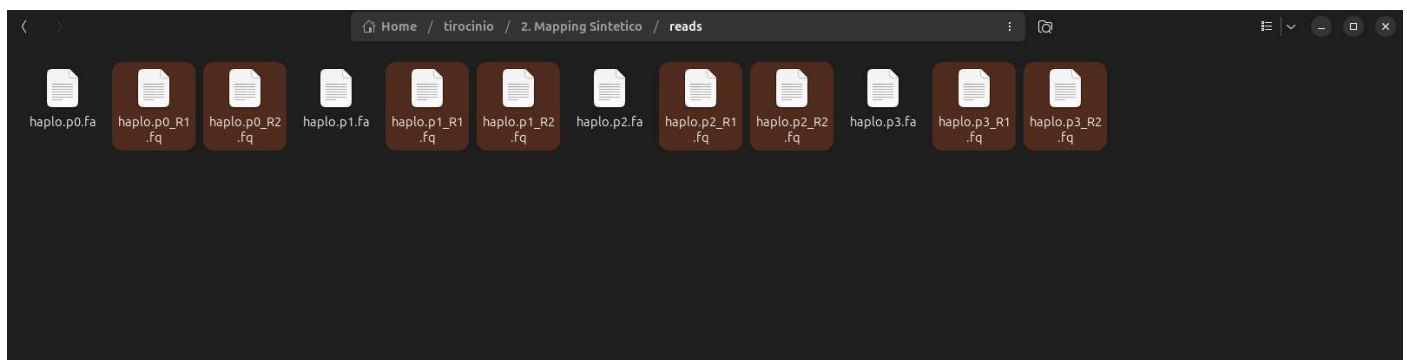 Home / tirocinio / 2. Mapping Sintetico / reads
haplo.p0.fa
haplo.p0_R1
.fq
haplo.p0_R2
.fq
haplo.p1.fa
haplo.p1_R1
.fq
haplo.p1_R2
.fq
haplo.p2.fa
haplo.p2_R1
.fq
haplo.p2_R2
.fq
haplo.p3.fa
haplo.p3_R1
.fq
haplo.p3_R2
.fq